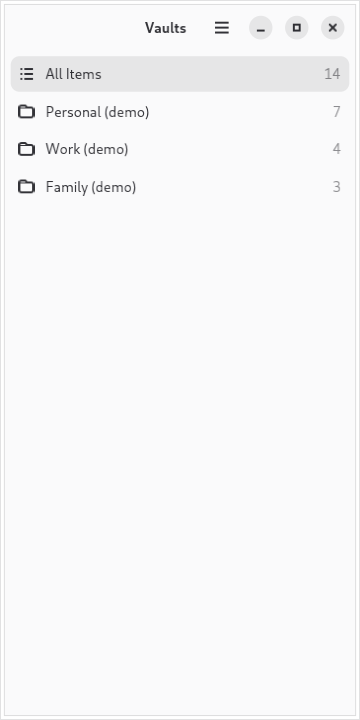 Vaults
All Items 14
Personal (demo) 7
Work (demo) 4
Family (demo) 3